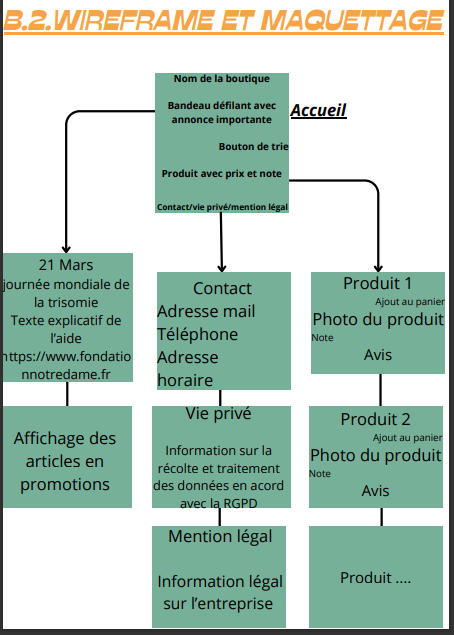 B.2.WIREFRAME ET MAQUETTAGE
Nom de la boutique
Bandeau défilant avec
annonce importante
Bouton de trie
Produit avec prix et note
Contact/vie privé/mention légal
Accueil
21 Mars
journée mondiale de
la trisomie
Texte explicatif de
l'aide
https://www.fondatio
nnotredame.fr
Affichage des
articles en
promotions
Contact
Adresse mail
Téléphone
Adresse
horaire
Vie privé
Information sur la
récolte et traitement
des données en acord
avec la RGPD
Mention légal
Information légal
sur l'entreprise
Produit 1
Ajout au panier
Photo du produit
Note
Avis
Produit 2
Ajout au panier
Photo du produit
Note
Avis
Produit ....